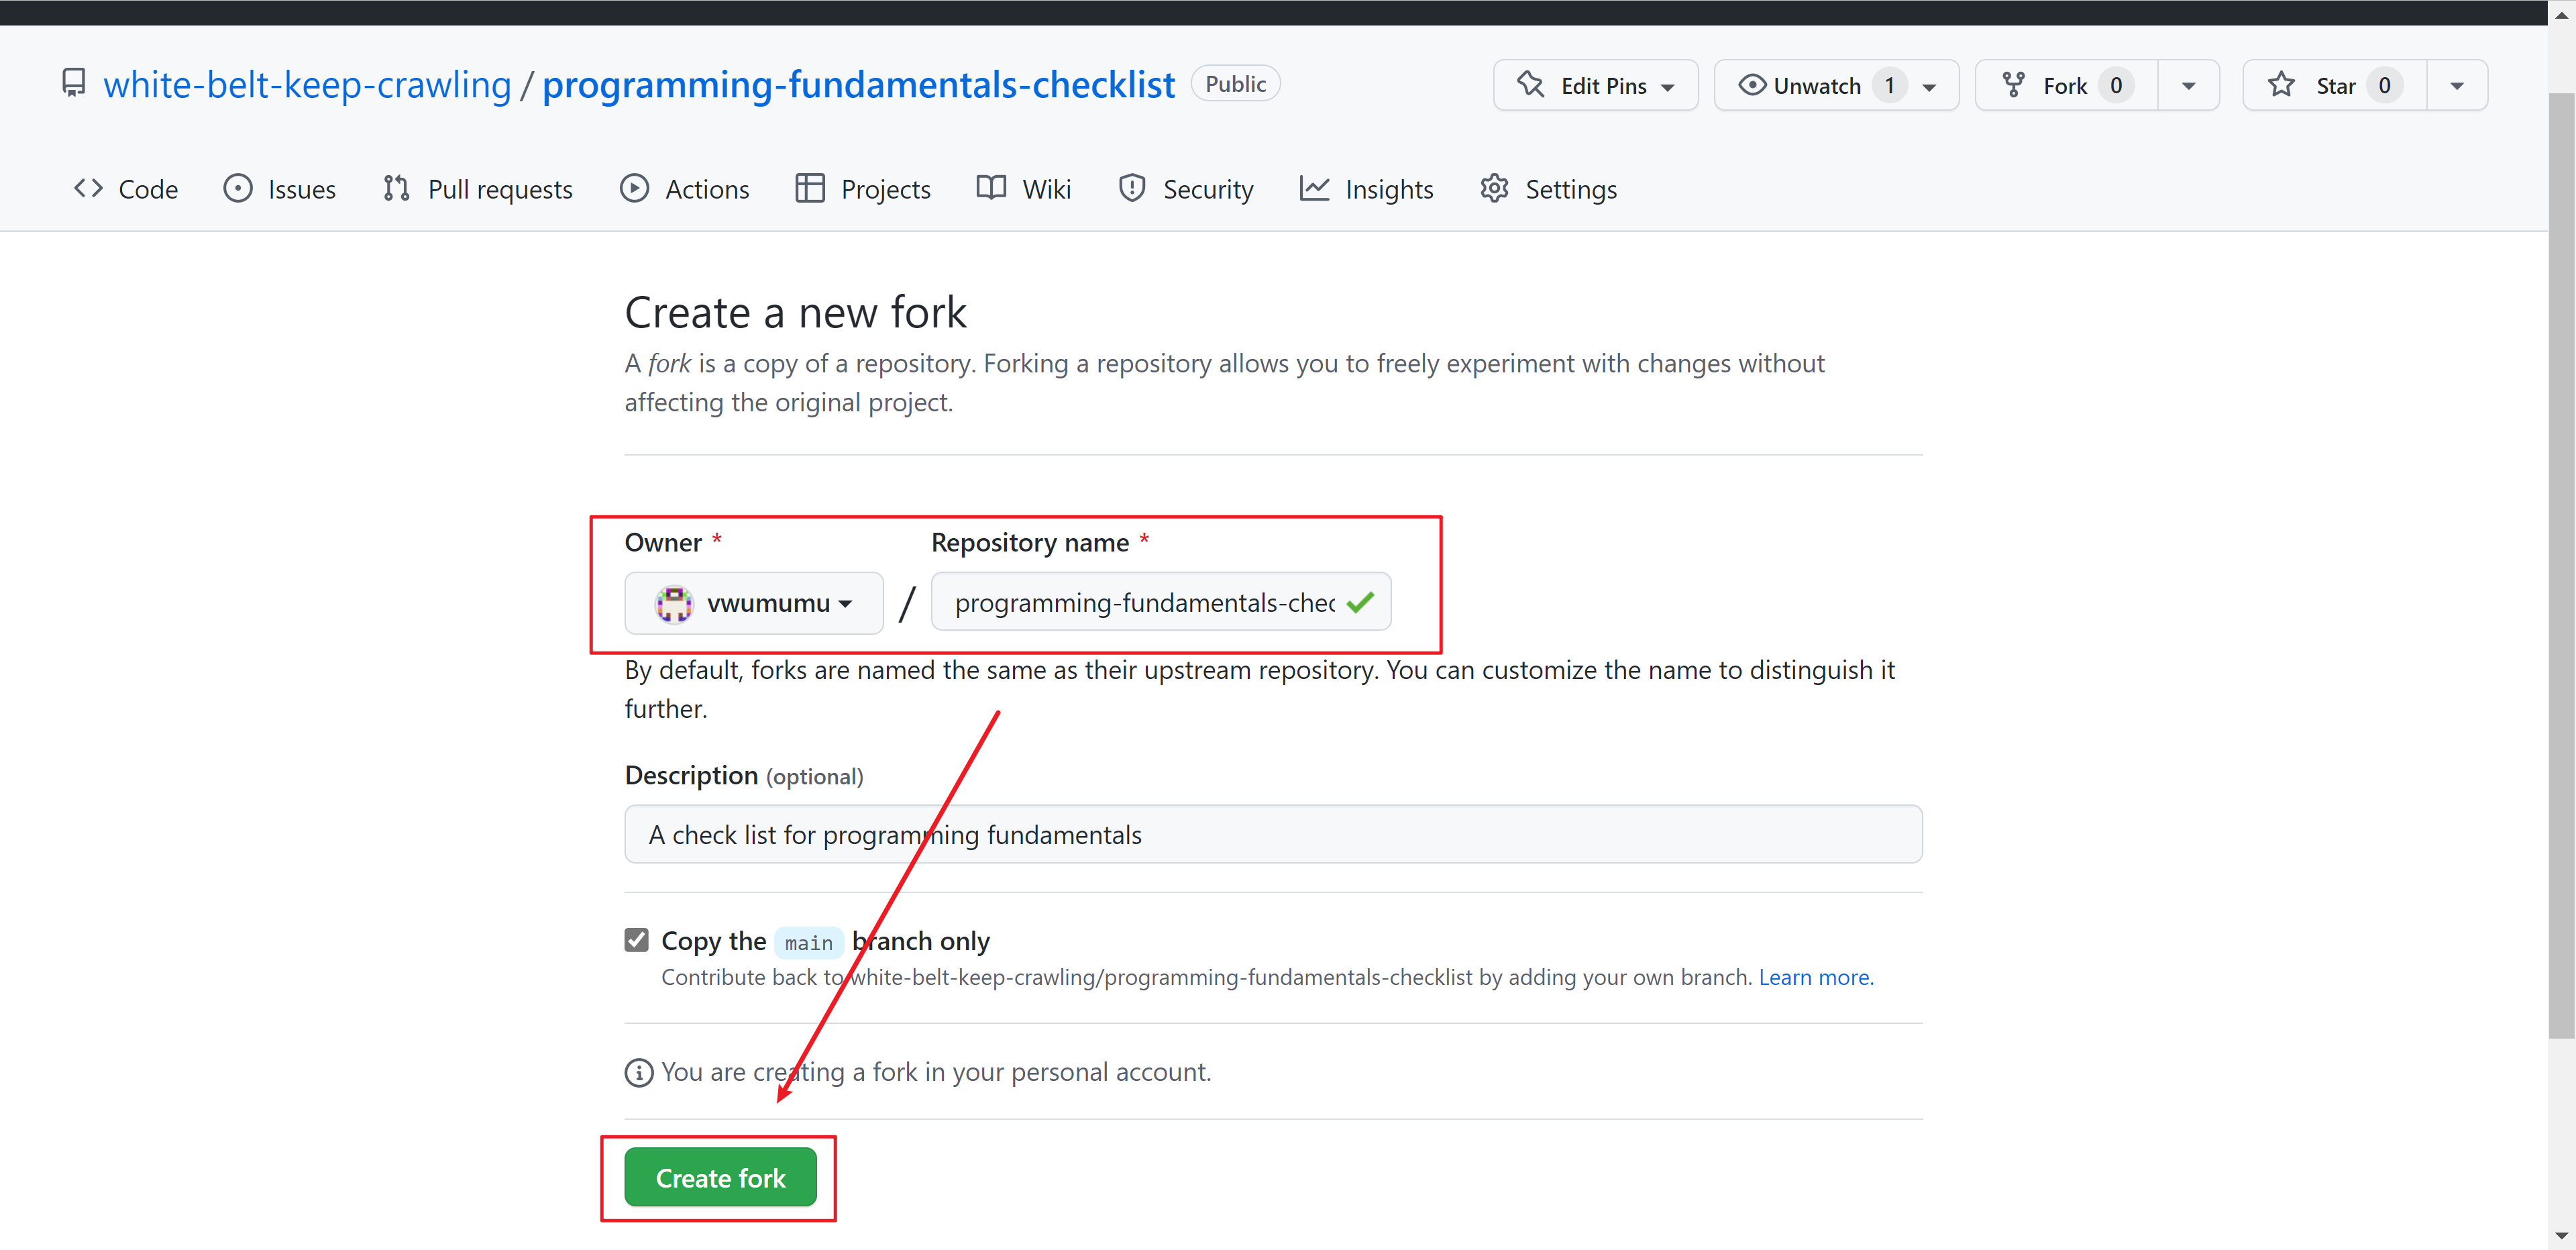 white-belt-keep-crawling / programming-fundamentals-checklist Public
Edit Pins Unwatch 1 Fork 0 Star 0
Code Issues Pull requests Actions Projects Wiki Security Insights Settings
Create a new fork
A fork is a copy of a repository. Forking a repository allows you to freely experiment with changes without
affecting the original project.
Owner * Repository name *
vwumumu / programming-fundamentals-chec
By default, forks are named the same as their upstream repository. You can customize the name to distinguish it
further.
Description (optional)
A check list for programming fundamentals
Copy the main branch only
Contribute back to white-belt-keep-crawling/programming-fundamentals-checklist by adding your own branch. Learn more.
You are creating a fork in your personal account.
Create fork